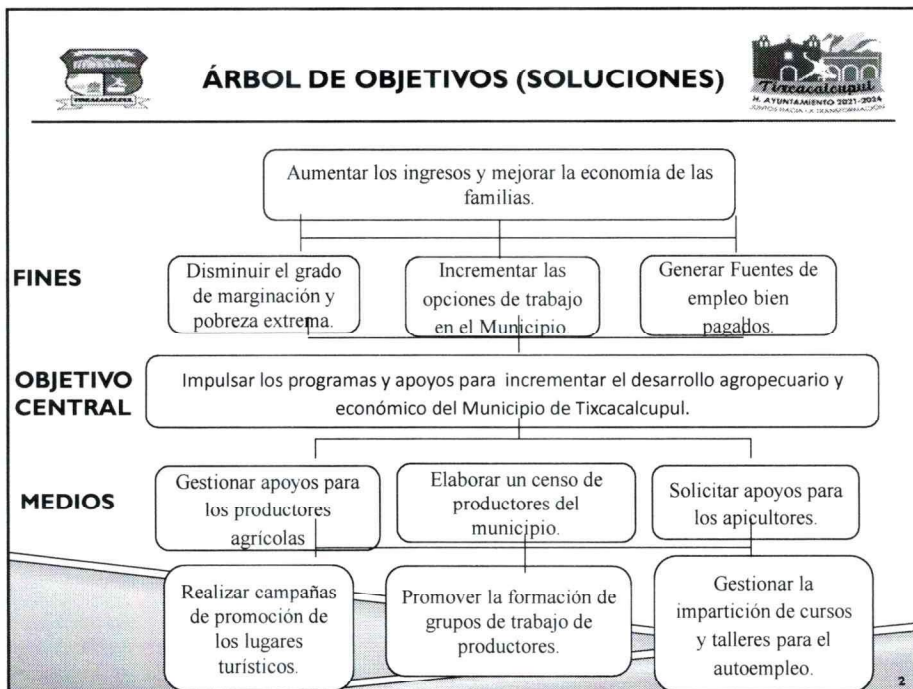 ÁRBOL DE OBJETIVOS (SOLUCIONES)
TIXCACALCUPUL
Tixcacalcupul
H. AYUNTAMIENTO 2021-2024
JUNTOS HACIA LA TRANSFORMACIÓN
Aumentar los ingresos y mejorar la economía de las
familias.
FINES
Disminuir el grado
de marginación y
pobreza extrema.
Incrementar las
opciones de trabajo
en el Municipio
Generar Fuentes de
empleo bien
pagados.
OBJETIVO
CENTRAL
Impulsar los programas y apoyos para incrementar el desarrollo agropecuario y
económico del Municipio de Tixcacalcupul.
MEDIOS
Gestionar apoyos para
los productores
agrícolas
Elaborar un censo de
productores del
municipio.
Solicitar apoyos para
los apicultores.
Realizar campañas
de promoción de
los lugares
turísticos.
Promover la formación de
grupos de trabajo de
productores.
Gestionar la
impartición de cursos
y talleres para el
autoempleo.
2